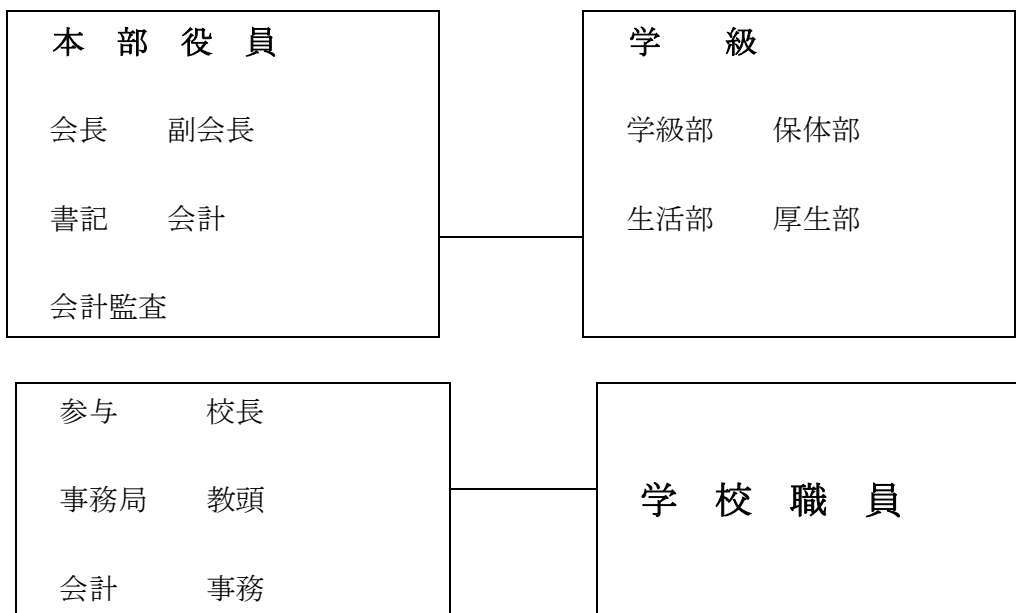 本 部 役 員
会長　副会長
書記　会計
会計監査
学　級
学級部　保体部
生活部　厚生部
参与　校長
事務局　教頭
会計　事務
学 校 職 員